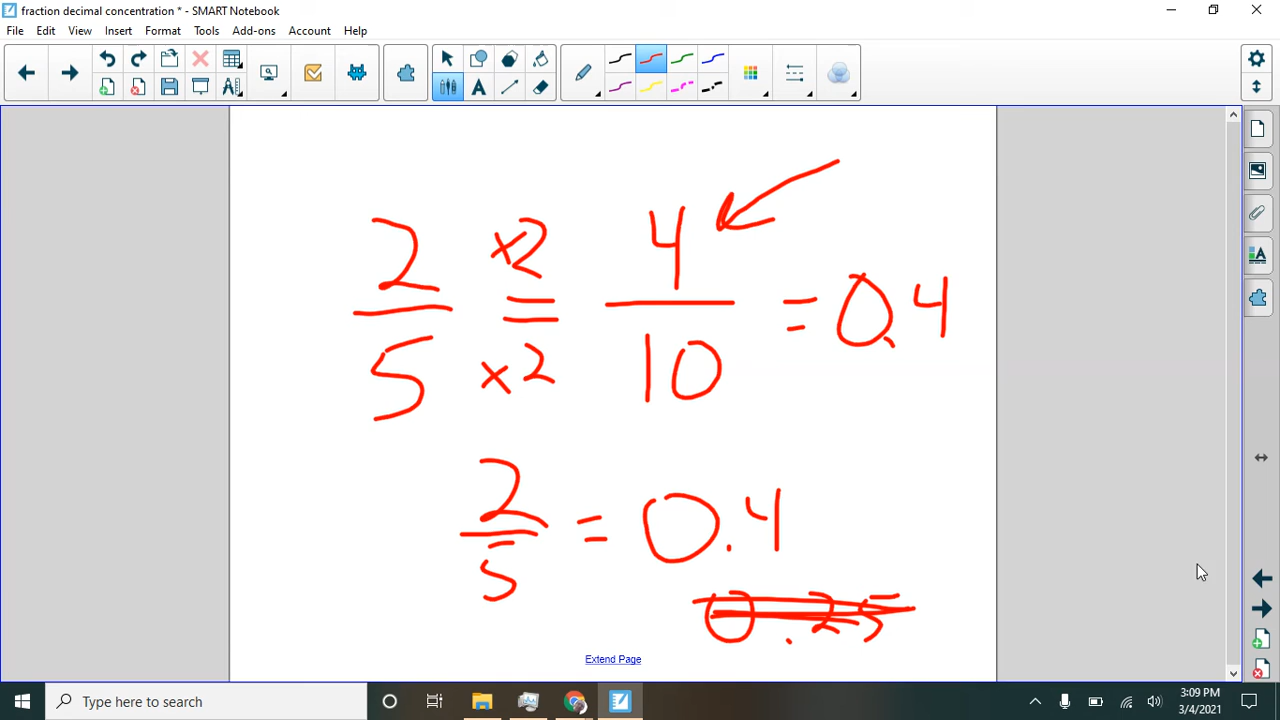 fraction decimal concentration * - SMART Notebook
File Edit View Insert Format Tools Add-ons Account Help
2/5 ×2 = ×2 4/10 = 0.4
2/5 = 0.4
0.25
Extend Page
Type here to search
3:09 PM
3/4/2021